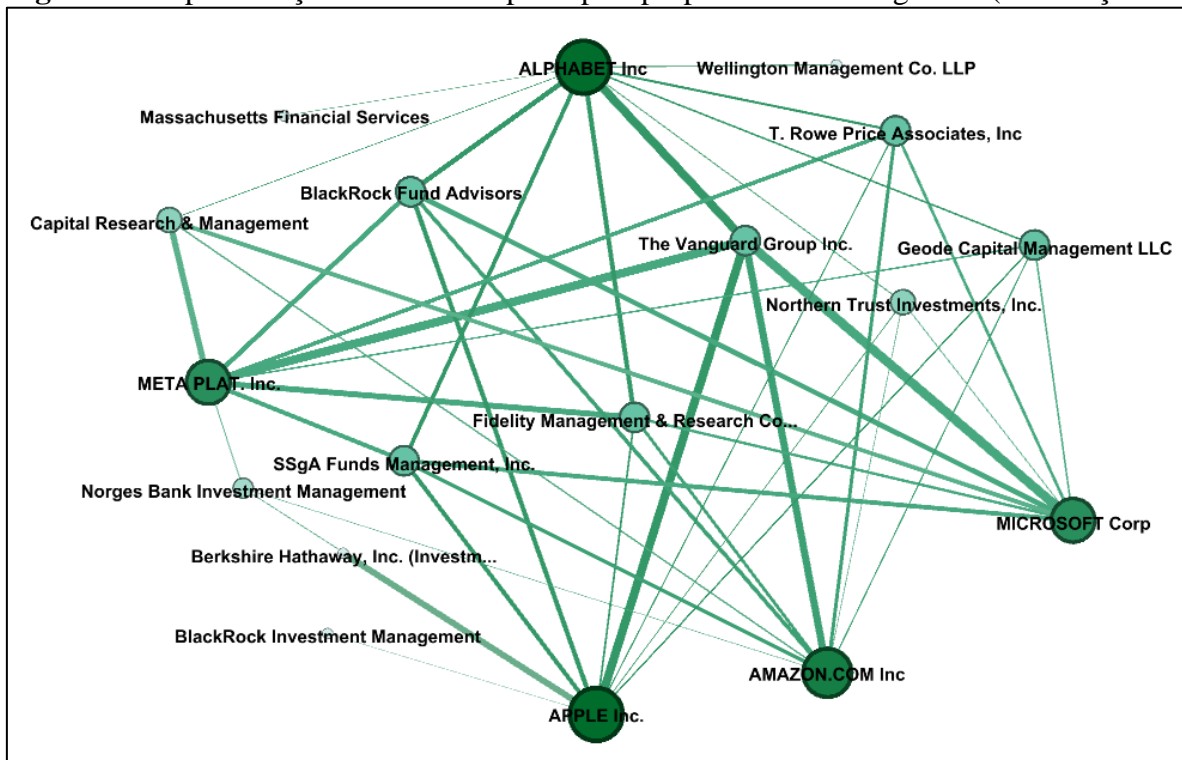 ALPHABET Inc
Wellington Management Co. LLP
Massachusetts Financial Services
T. Rowe Price Associates, Inc
BlackRock Fund Advisors
Capital Research & Management
The Vanguard Group Inc.
Geode Capital Management LLC
Northern Trust Investments, Inc.
META PLAT. Inc.
Fidelity Management & Research Co...
SSgA Funds Management, Inc.
Norges Bank Investment Management
MICROSOFT Corp
Berkshire Hathaway, Inc. (Investm...
BlackRock Investment Management
AMAZON.COM Inc
APPLE Inc.